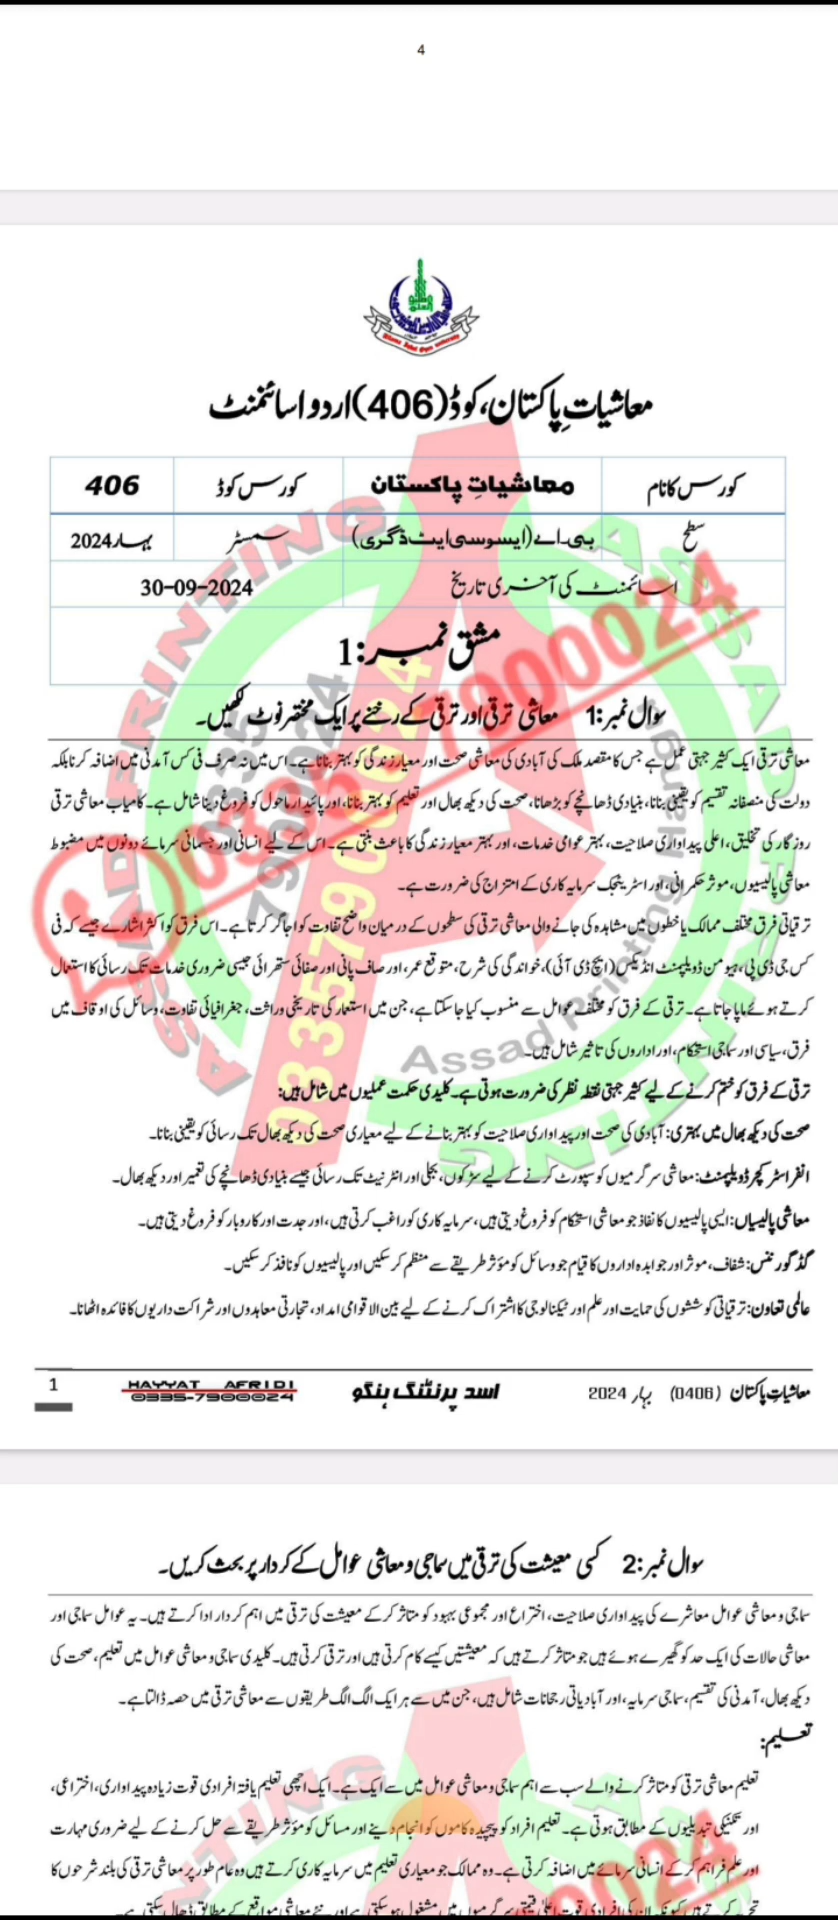 4
معاشیاتِ پاکستان، کوڈ (406) اردو اسائنمنٹ
کورس کا نام معاشیاتِ پاکستان کورس کوڈ 406
سطح بی۔اے (ایسوسی ایٹ ڈگری) سمسٹر بہار 2024
اسائنمنٹ کی آخری تاریخ 30-09-2024
مشق نمبر: 1
سوال نمبر: 1 معاشی ترقی اور ترقی کے رخنے پر ایک مختصر نوٹ لکھیں۔
معاشی ترقی ایک کثیر جہتی عمل ہے جس کا مقصد ملک کی آبادی کی معاشی صحت اور معیار زندگی کو بہتر بنانا ہے۔ اس میں نہ صرف فی کس آمدنی میں اضافہ کرنا بلکہ
دولت کی منصفانہ تقسیم کو یقینی بنانا، بنیادی ڈھانچے کو بڑھانا، صحت کی دیکھ بھال اور تعلیم کو بہتر بنانا، اور پائیدار ماحول کو فروغ دینا شامل ہے۔ کامیاب معاشی ترقی
روزگار کی تخلیق، اعلی پیداواری صلاحیت، بہتر عوامی خدمات، اور بہتر معیار زندگی کا باعث بنتی ہے۔ اس کے لیے انسانی اور جسمانی سرمائے دونوں میں مضبوط
معاشی پالیسیوں، موثر حکمرانی، اور اسٹریٹجک سرمایہ کاری کے امتزاج کی ضرورت ہے۔
ترقیاتی فرق مختلف ممالک یا خطوں میں مشاہدہ کی جانے والی معاشی ترقی کی سطحوں کے درمیان واضح تفاوت کو اجاگر کرتا ہے۔ اس فرق کو اکثر اشارے جیسے کہ فی
کس جی ڈی پی، ہیومن ڈویلپمنٹ انڈیکس (ایچ ڈی آئی)، خواندگی کی شرح، متوقع عمر، اور صاف پانی اور صفائی ستھرائی جیسی ضروری خدمات تک رسائی کا استعمال
کرتے ہوئے ماپا جاتا ہے۔ ترقی کے فرق کو مختلف عوامل سے منسوب کیا جا سکتا ہے، جن میں استعمار کی تاریخی وراثت، جغرافیائی تفاوت، وسائل کی اوقاف میں
فرق، سیاسی اور سماجی استحکام، اور اداروں کی تاثیر شامل ہیں۔
ترقی کے فرق کو ختم کرنے کے لیے کثیر جہتی نقطہ نظر کی ضرورت ہوتی ہے۔ کلیدی حکمت عملیوں میں شامل ہیں:
صحت کی دیکھ بھال میں بہتری: آبادی کی صحت اور پیداواری صلاحیت کو بہتر بنانے کے لیے معیاری صحت کی دیکھ بھال تک رسائی کو یقینی بنانا۔
انفراسٹرکچر ڈویلپمنٹ: معاشی سرگرمیوں کو سپورٹ کرنے کے لیے سڑکوں، بجلی اور انٹرنیٹ تک رسائی جیسے بنیادی ڈھانچے کی تعمیر اور دیکھ بھال۔
معاشی پالیسیاں: ایسی پالیسیوں کا نفاذ جو معاشی استحکام کو فروغ دیتی ہیں، سرمایہ کاری کو راغب کرتی ہیں، اور جدت اور کاروبار کو فروغ دیتی ہیں۔
گڈ گورننس: شفاف، موثر اور جوابدہ اداروں کا قیام جو وسائل کو مؤثر طریقے سے منظم کر سکیں اور پالیسیوں کو نافذ کر سکیں۔
عالمی تعاون: ترقیاتی کوششوں کی حمایت اور علم اور ٹیکنالوجی کا اشتراک کرنے کے لیے بین الاقوامی امداد، تجارتی معاہدوں اور شراکت داریوں کا فائدہ اٹھانا۔
معاشیاتِ پاکستان (0406) بہار 2024 اسد پرنٹنگ ہنگو HAYYAT AFRIDI 0335-7900024 1
سوال نمبر: 2 کسی معیشت کی ترقی میں سماجی و معاشی عوامل کے کردار پر بحث کریں۔
سماجی و معاشی عوامل معاشرے کی پیداواری صلاحیت، اختراع اور مجموعی بہبود کو متاثر کر کے معیشت کی ترقی میں اہم کردار ادا کرتے ہیں۔ یہ عوامل سماجی اور
معاشی حالات کی ایک حد کو گھیرے ہوئے ہیں جو متاثر کرتے ہیں کہ معیشتیں کیسے کام کرتی ہیں اور ترقی کرتی ہیں۔ کلیدی سماجی و معاشی عوامل میں تعلیم، صحت کی
دیکھ بھال، آمدنی کی تقسیم، سماجی سرمایہ، اور آبادیاتی رجحانات شامل ہیں، جن میں سے ہر ایک الگ الگ طریقوں سے معاشی ترقی میں حصہ ڈالتا ہے۔
تعلیم:
تعلیم معاشی ترقی کو متاثر کرنے والے سب سے اہم سماجی و معاشی عوامل میں سے ایک ہے۔ ایک اچھی تعلیم یافتہ افرادی قوت زیادہ پیداواری، اختراعی،
اور تکنیکی تبدیلیوں کے مطابق ہوتی ہے۔ تعلیم افراد کو پیچیدہ کاموں کو انجام دینے اور مسائل کو مؤثر طریقے سے حل کرنے کے لیے ضروری مہارت
اور علم فراہم کر کے انسانی سرمائے میں اضافہ کرتی ہے۔ وہ ممالک جو معیاری تعلیم میں سرمایہ کاری کرتے ہیں وہ عام طور پر معاشی ترقی کی بلند شرحوں کا